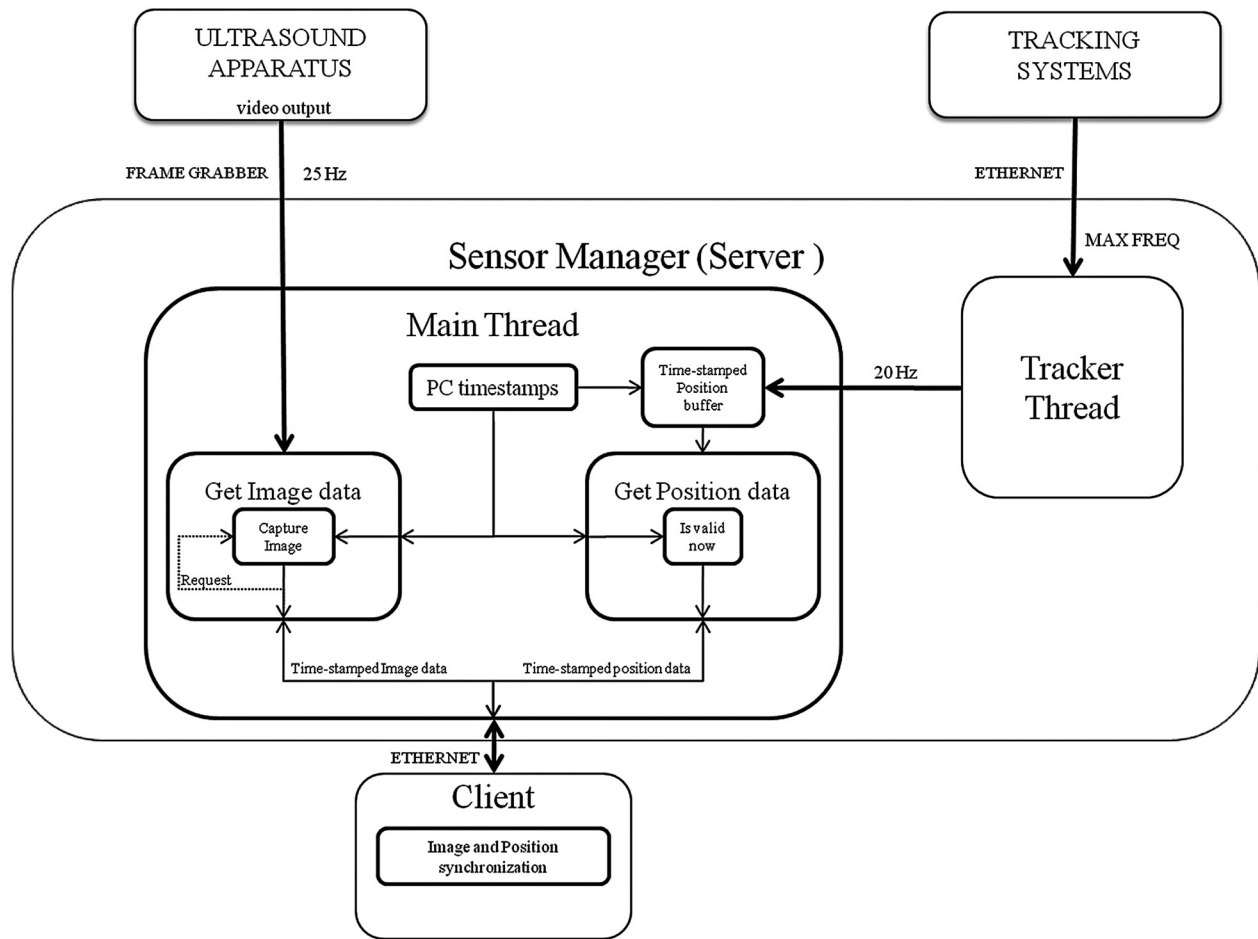 ULTRASOUND
APPARATUS
video output
TRACKING
SYSTEMS
FRAME GRABBER
25 Hz
ETHERNET
MAX FREQ
Sensor Manager (Server )
Main Thread
PC timestamps
Time-stamped
Position
buffer
20 Hz
Tracker
Thread
Get Image data
Capture
Image
Request
Get Position data
Is valid
now
Time-stamped Image data
Time-stamped position data
ETHERNET
Client
Image and Position
synchronization